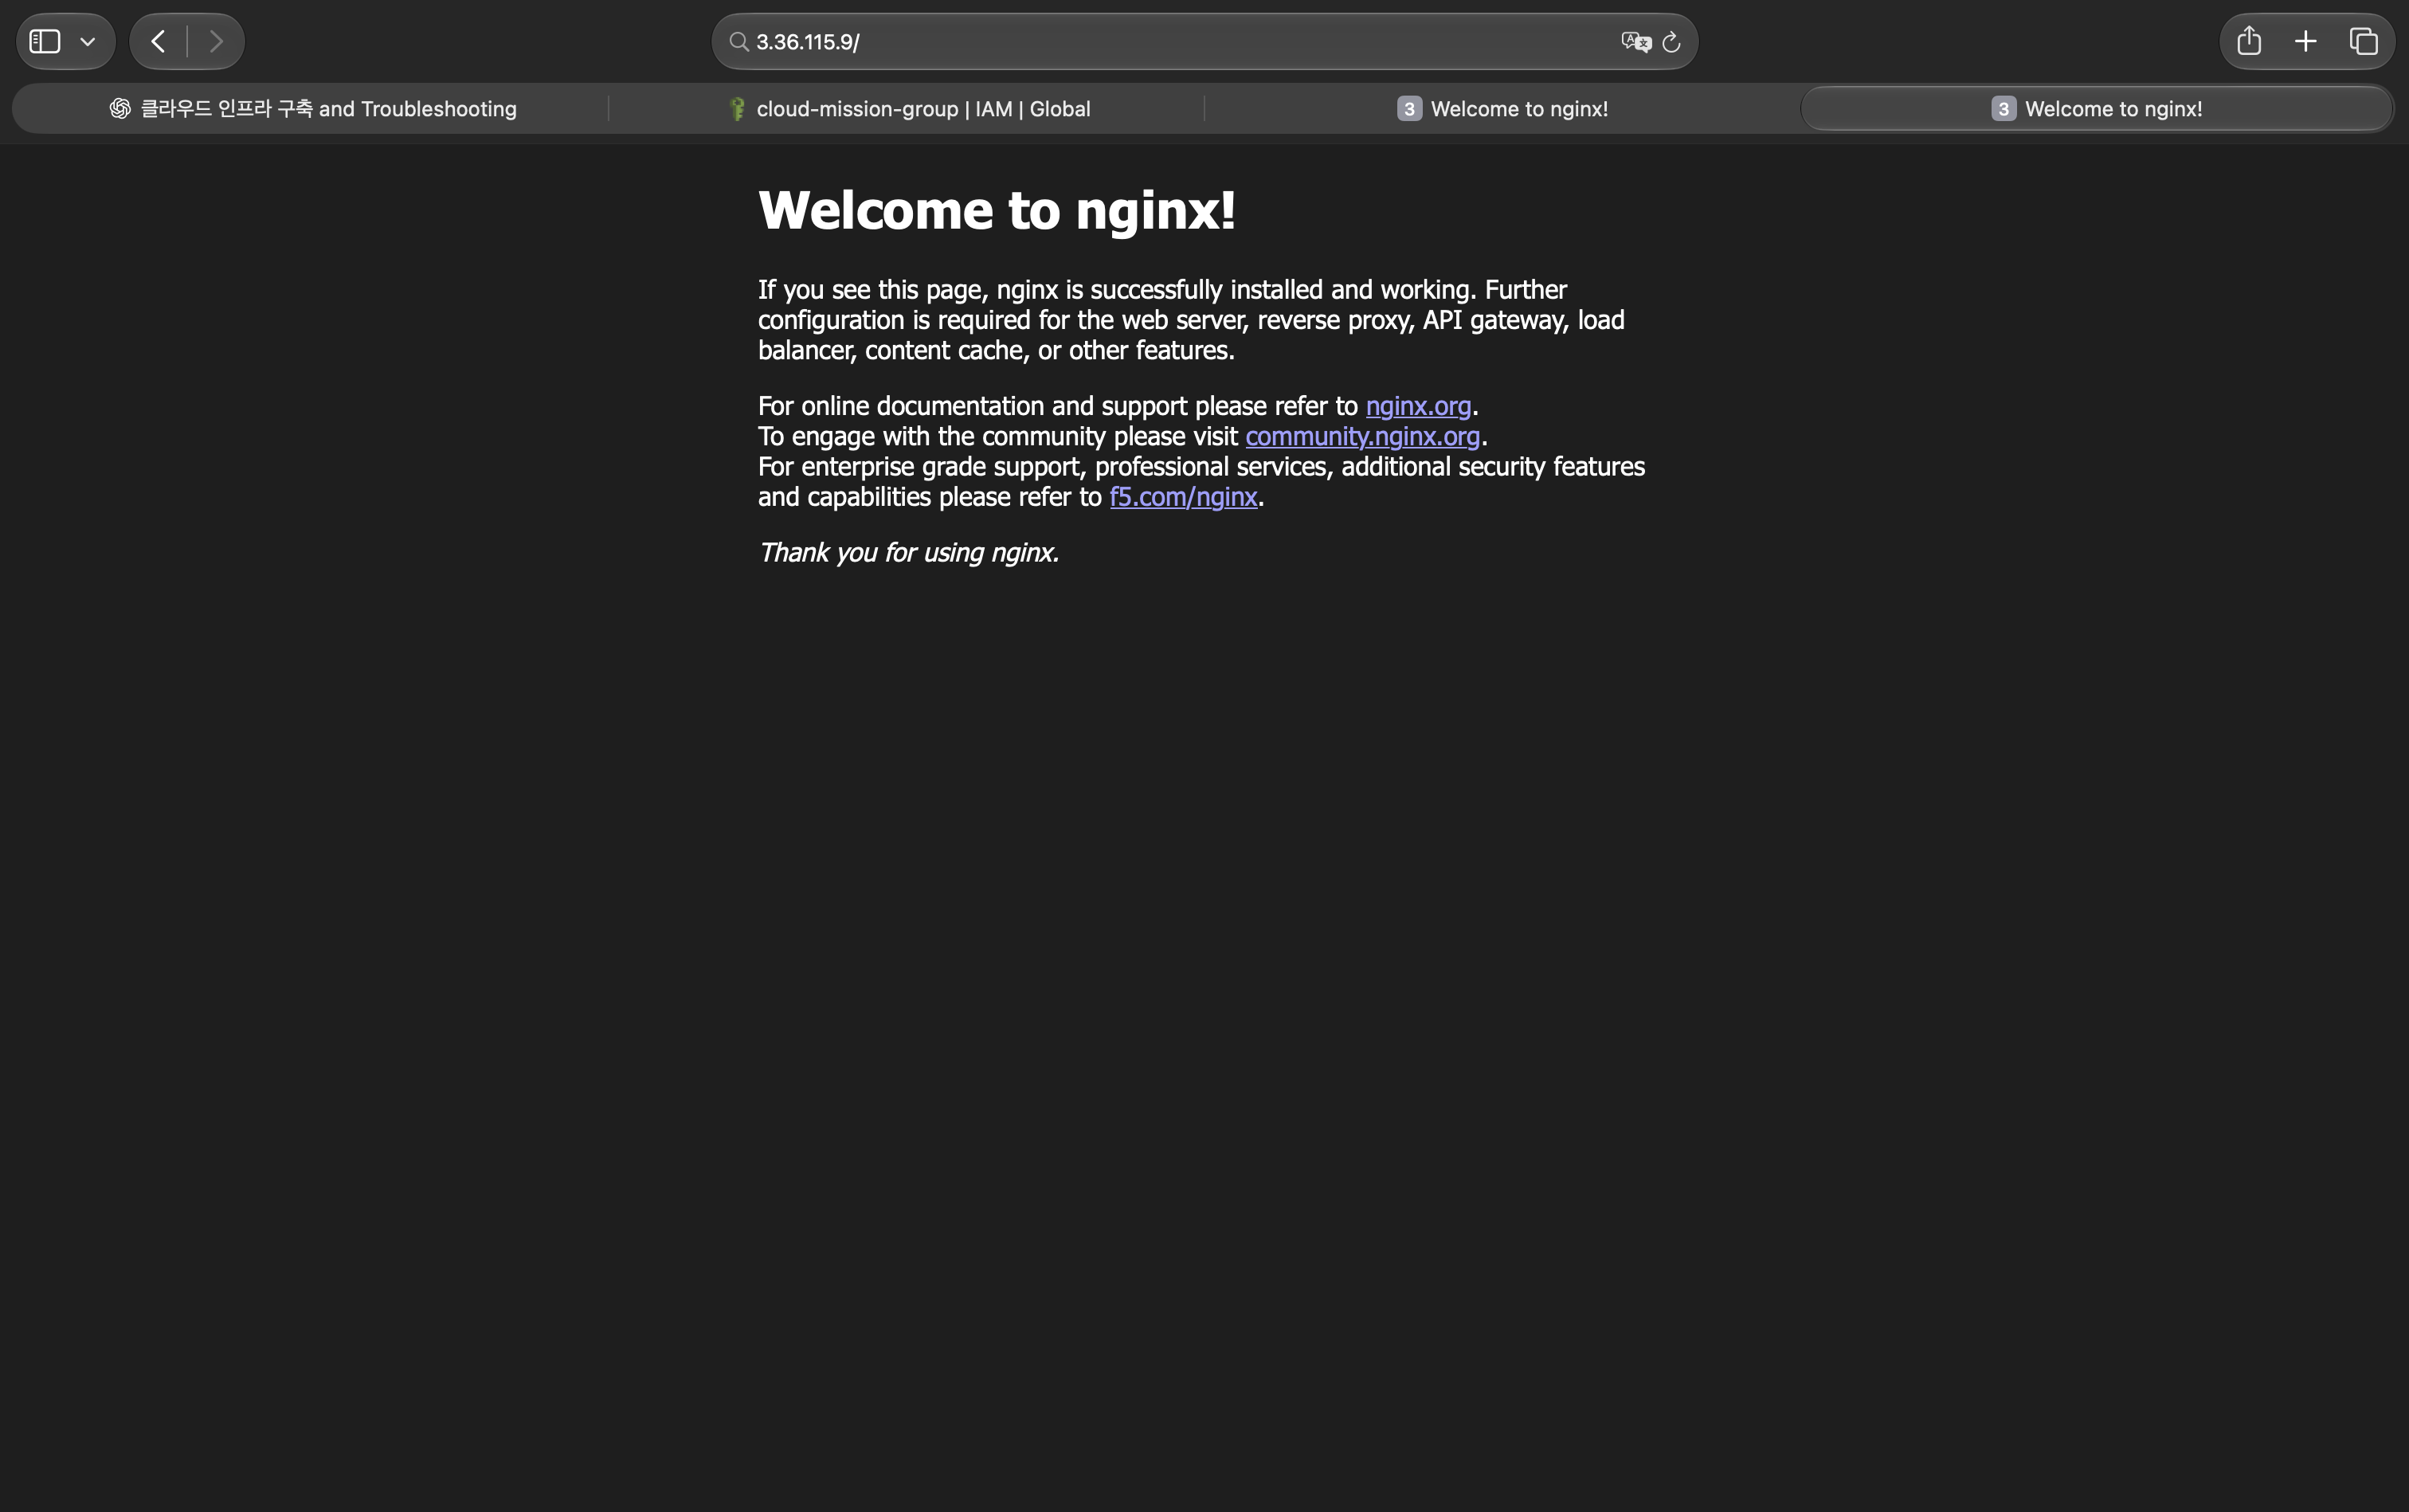 3.36.115.9/
클라우드 인프라 구축 and Troubleshooting
cloud-mission-group | IAM | Global
3 Welcome to nginx!
3 Welcome to nginx!
Welcome to nginx!
If you see this page, nginx is successfully installed and working. Further
configuration is required for the web server, reverse proxy, API gateway, load
balancer, content cache, or other features.
For online documentation and support please refer to nginx.org.
To engage with the community please visit community.nginx.org.
For enterprise grade support, professional services, additional security features
and capabilities please refer to f5.com/nginx.
Thank you for using nginx.